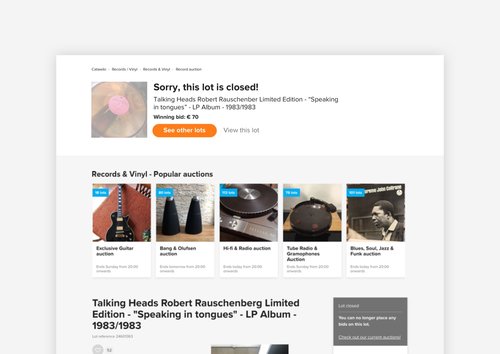 Catawiki Records | Vinyl Records & Vinyl Record auction
Sorry, this lot is closed!
Talking Heads Robert Rauschenber Limited Edition - "Speaking
in tongues" - LP Album - 1983/1983
Winning bid: € 70
See other lots View this lot
Records & Vinyl - Popular auctions
18 lots 80 lots 112 lots 76 lots 101 lots
Exclusive Guitar
auction
Ends Sunday from 20:00
onwards
Bang & Olufsen
auction
Ends tomorrow from 20:00
onwards
Hi-fi & Radio auction
Ends today from 20:00
onwards
Tube Radio &
Gramophones
Auction
Ends Sunday from 20:00
onwards
Blues, Soul, Jazz &
Funk auction
Ends today from 20:00
onwards
Talking Heads Robert Rauschenberg Limited
Edition - "Speaking in tongues" - LP Album -
1983/1983
Lot reference 24661383
52
Lot closed
You can no longer place any
bids on this lot.
Check out our current auctions!